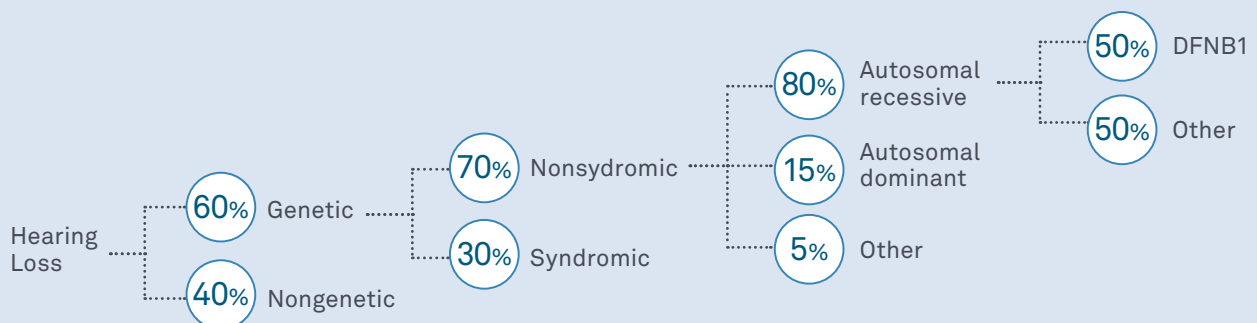 Hearing
Loss
60% Genetic
40% Nongenetic
70% Nonsydromic
30% Syndromic
80% Autosomal
recessive
15% Autosomal
dominant
5% Other
50% DFNB1
50% Other